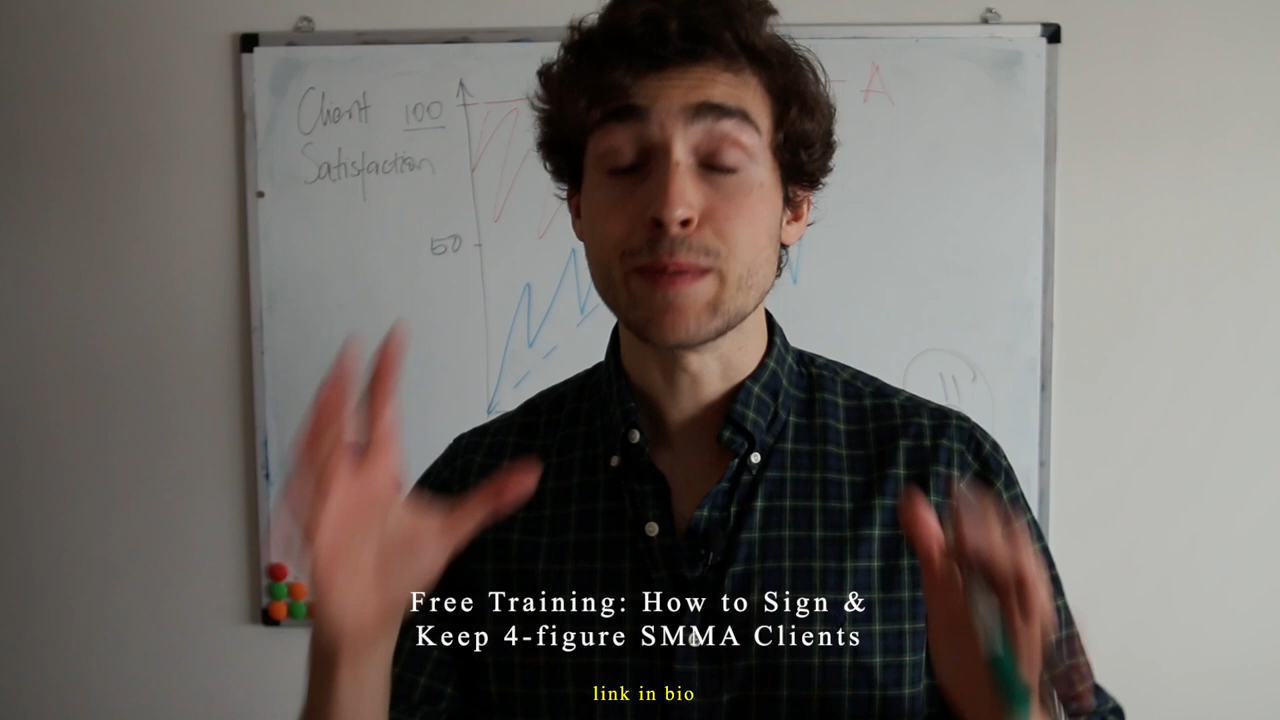 Client 100
Satisfaction
50
A
Free Training: How to Sign &
Keep 4-figure SMMA Clients
link in bio